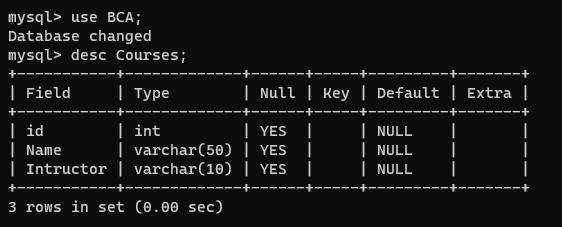 mysql> use BCA;
Database changed
mysql> desc Courses;
+-----------+-------------+------+-----+---------+-------+
| Field     | Type        | Null | Key | Default | Extra |
+-----------+-------------+------+-----+---------+-------+
| id        | int         | YES  |     | NULL    |       |
| Name      | varchar(50) | YES  |     | NULL    |       |
| Intructor | varchar(10) | YES  |     | NULL    |       |
+-----------+-------------+------+-----+---------+-------+
3 rows in set (0.00 sec)